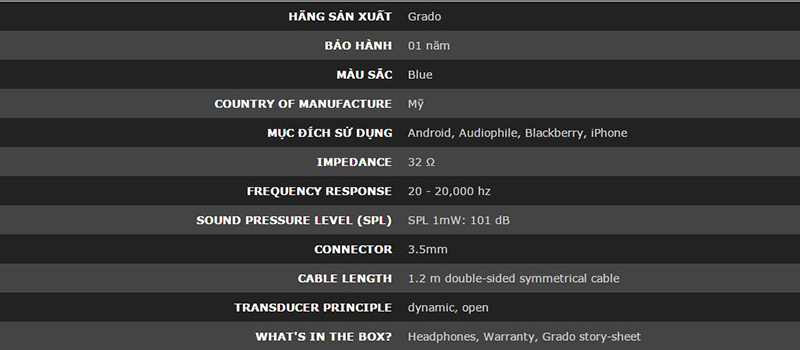 HÃNG SẢN XUẤT Grado
BẢO HÀNH 01 năm
MÀU SẮC Blue
COUNTRY OF MANUFACTURE Mỹ
MỤC ĐÍCH SỬ DỤNG Android, Audiophile, Blackberry, iPhone
IMPEDANCE 32 Ω
FREQUENCY RESPONSE 20 - 20,000 hz
SOUND PRESSURE LEVEL (SPL) SPL 1mW: 101 dB
CONNECTOR 3.5mm
CABLE LENGTH 1.2 m double-sided symmetrical cable
TRANSDUCER PRINCIPLE dynamic, open
WHAT'S IN THE BOX? Headphones, Warranty, Grado story-sheet